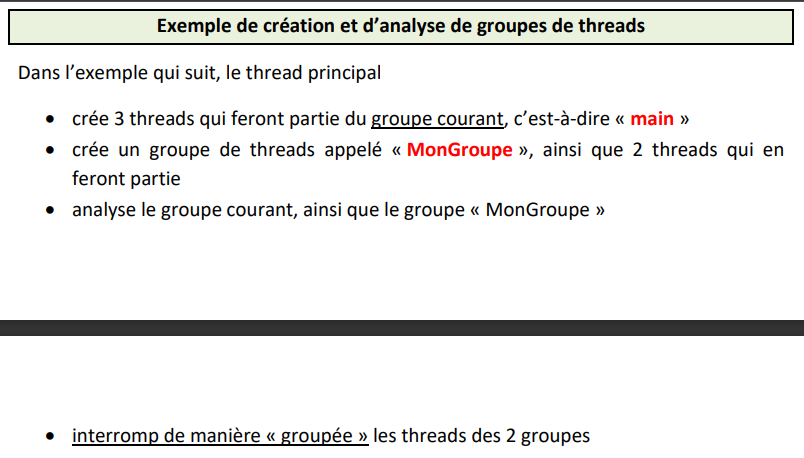 Exemple de création et d’analyse de groupes de threads
Dans l’exemple qui suit, le thread principal
• crée 3 threads qui feront partie du groupe courant, c’est-à-dire « main »
• crée un groupe de threads appelé « MonGroupe », ainsi que 2 threads qui en
feront partie
• analyse le groupe courant, ainsi que le groupe « MonGroupe »
• interromp de manière « groupée » les threads des 2 groupes